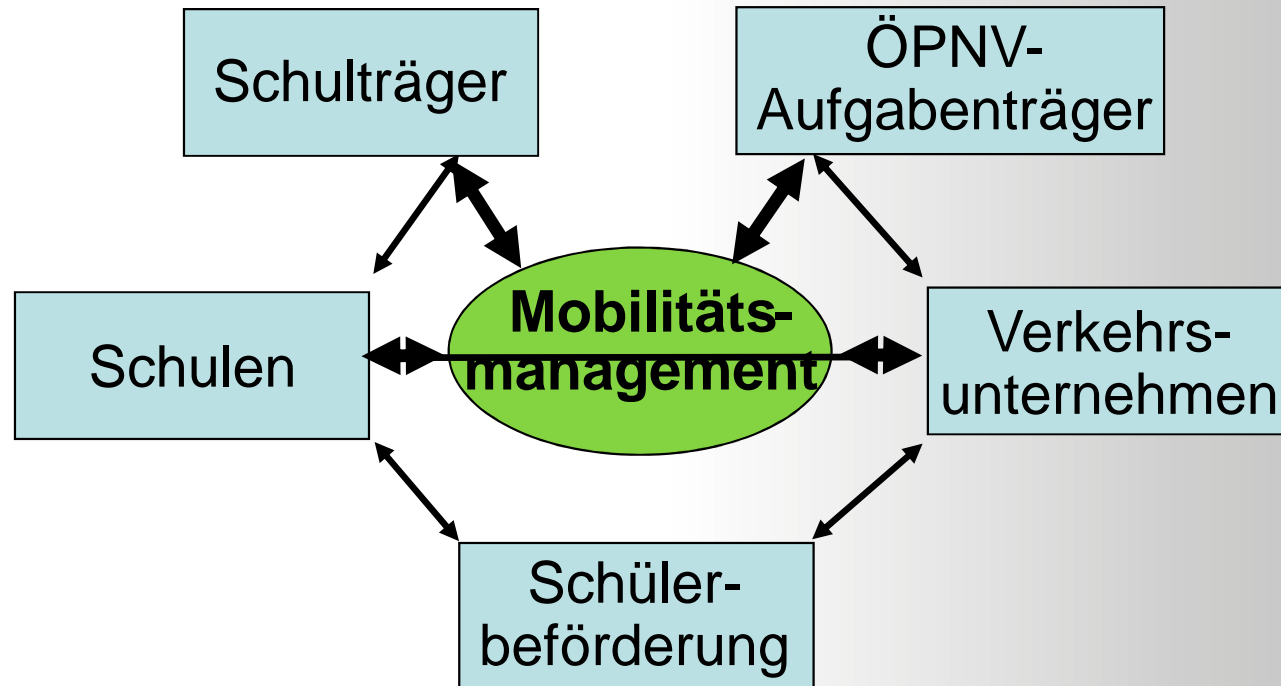 Schulträger
ÖPNV-
Aufgabenträger
Mobilitäts-
management
Schulen
Verkehrs-
unternehmen
Schüler-
beförderung